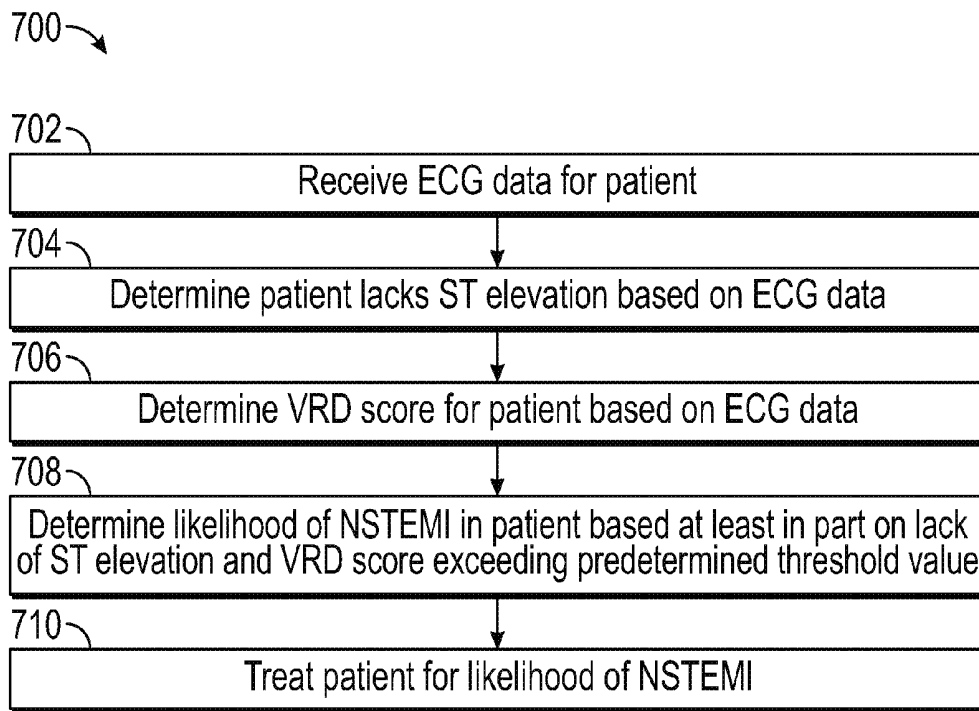 700
702
Receive ECG data for patient
704
Determine patient lacks ST elevation based on ECG data
706
Determine VRD score for patient based on ECG data
708
Determine likelihood of NSTEMI in patient based at least in part on lack
of ST elevation and VRD score exceeding predetermined threshold value
710
Treat patient for likelihood of NSTEMI